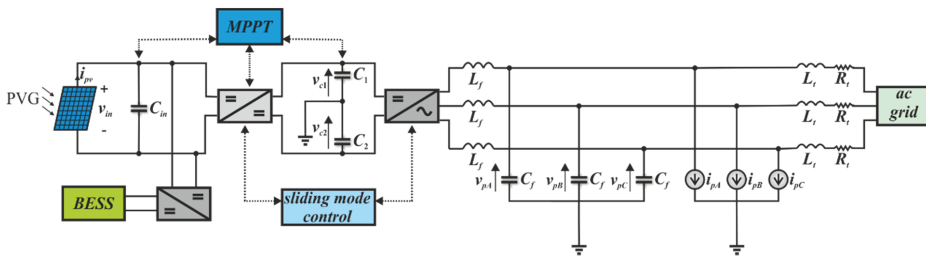 MPPT
i_pv
PVG
+
v_in
-
C_in
=
=
v_c1
C_1
v_c2
C_2
=
~
L_f
L_f
L_f
L_t
R_t
L_t
R_t
L_t
R_t
ac
grid
v_pA
C_f
v_pB
C_f
v_pC
C_f
i_pA
i_pB
i_pC
BESS
=
=
sliding mode
control